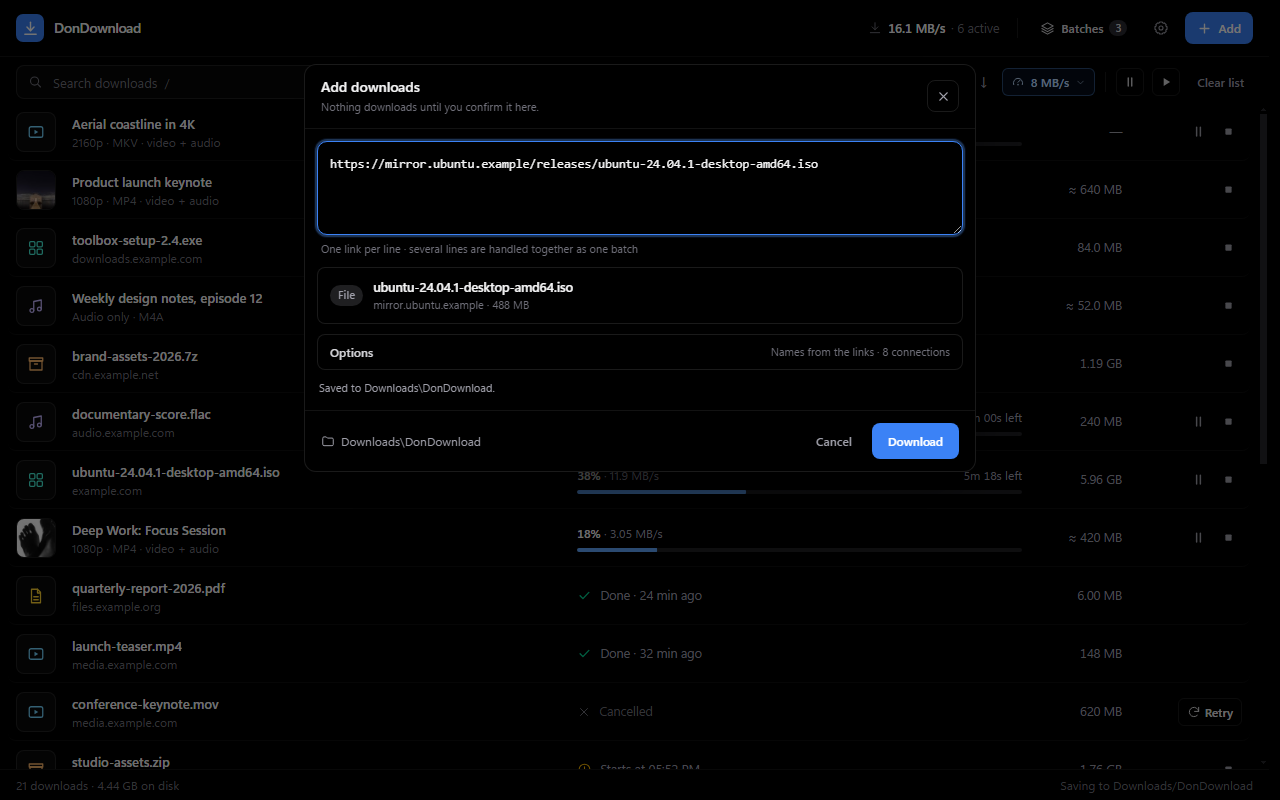 DonDownload
16.1 MB/s · 6 active
Batches 3
Add
Search downloads /
8 MB/s
Clear list
Add downloads
Nothing downloads until you confirm it here.
https://mirror.ubuntu.example/releases/ubuntu-24.04.1-desktop-amd64.iso
One link per line · several lines are handled together as one batch
File
ubuntu-24.04.1-desktop-amd64.iso
mirror.ubuntu.example · 488 MB
Options
Names from the links · 8 connections
Saved to Downloads\DonDownload.
Downloads\DonDownload
Cancel
Download
Aerial coastline in 4K
2160p · MKV · video + audio
—
Product launch keynote
1080p · MP4 · video + audio
≈ 640 MB
toolbox-setup-2.4.exe
downloads.example.com
84.0 MB
Weekly design notes, episode 12
Audio only · M4A
≈ 52.0 MB
brand-assets-2026.7z
cdn.example.net
1.19 GB
documentary-score.flac
audio.example.com
00s left
240 MB
ubuntu-24.04.1-desktop-amd64.iso
example.com
38% · 11.9 MB/s
5m 18s left
5.96 GB
Deep Work: Focus Session
1080p · MP4 · video + audio
18% · 3.05 MB/s
≈ 420 MB
quarterly-report-2026.pdf
files.example.org
Done · 24 min ago
6.00 MB
launch-teaser.mp4
media.example.com
Done · 32 min ago
148 MB
conference-keynote.mov
media.example.com
Cancelled
620 MB
Retry
studio-assets.zip
Starts at 05:52 PM
1.76 GB
21 downloads · 4.44 GB on disk
Saving to Downloads/DonDownload